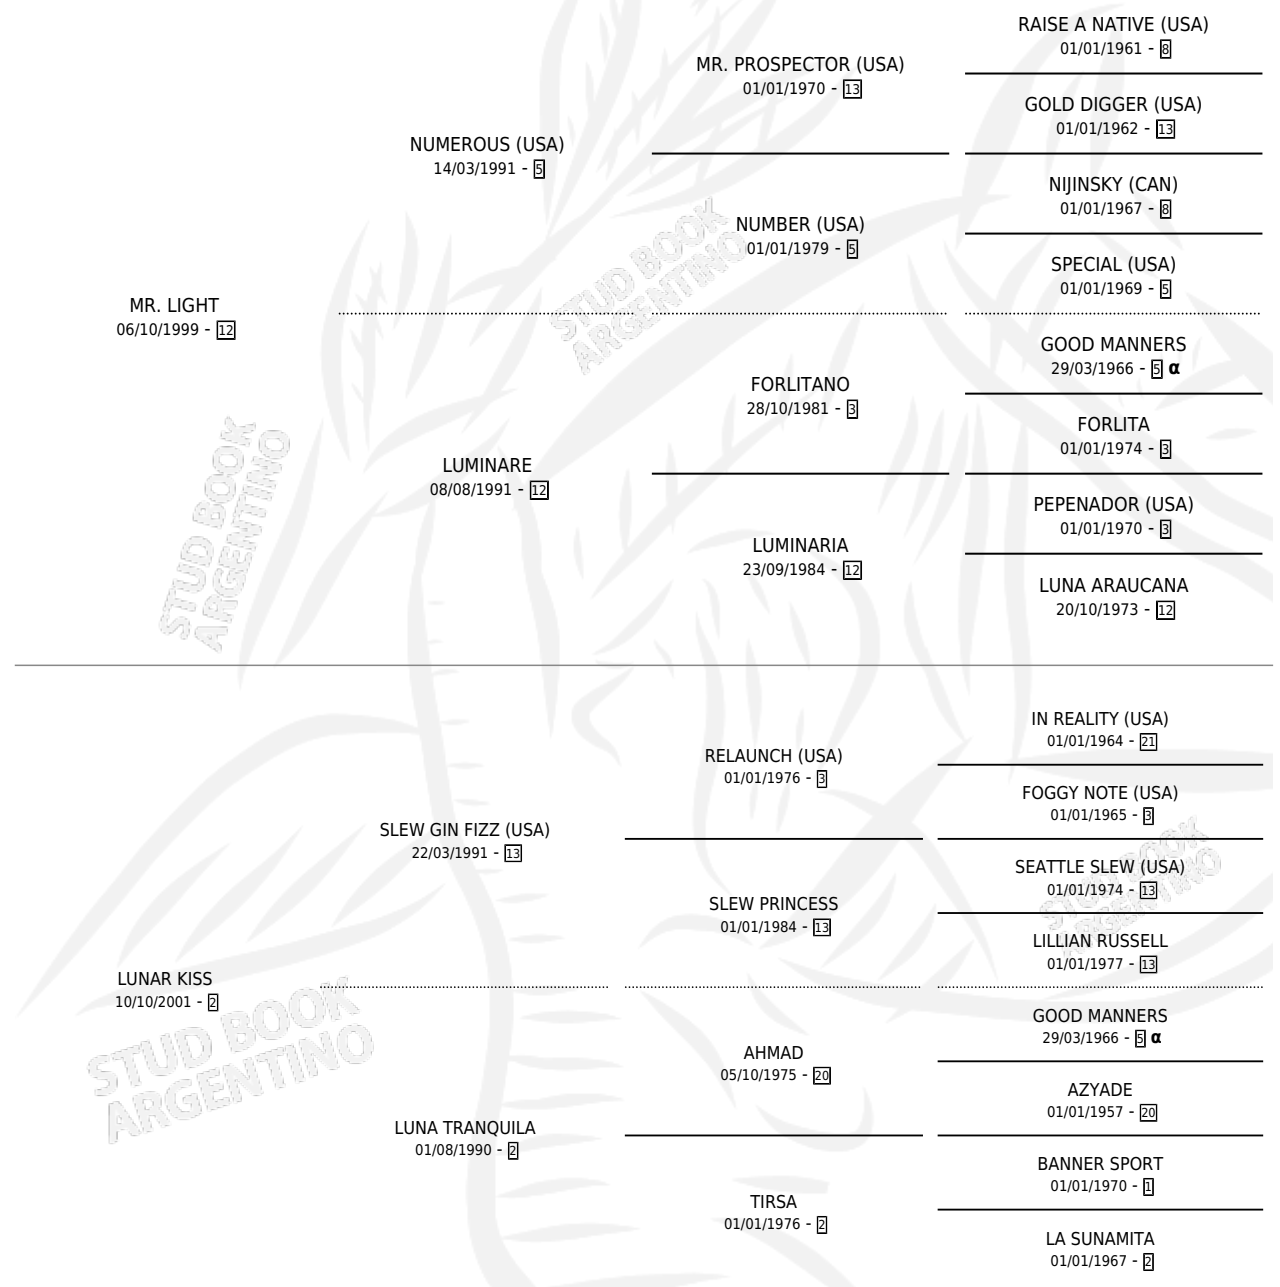 RAISE A NATIVE (USA)
01/01/1961 - 8
MR. PROSPECTOR (USA)
01/01/1970 - 13
GOLD DIGGER (USA)
01/01/1962 - 13
NUMEROUS (USA)
14/03/1991 - 5
NIJINSKY (CAN)
01/01/1967 - 8
NUMBER (USA)
01/01/1979 - 5
SPECIAL (USA)
01/01/1969 - 5
MR. LIGHT
06/10/1999 - 12
STUD BOOK
ARGENTINO
GOOD MANNERS
29/03/1966 - 5 α
FORLITANO
28/10/1981 - 3
FORLITA
01/01/1974 - 3
LUMINARE
08/08/1991 - 12
PEPENADOR (USA)
01/01/1970 - 3
LUMINARIA
23/09/1984 - 12
LUNA ARAUCANA
20/10/1973 - 12
STUD BOOK
ARGENTINO
IN REALITY (USA)
01/01/1964 - 21
RELAUNCH (USA)
01/01/1976 - 3
FOGGY NOTE (USA)
01/01/1965 - 3
SLEW GIN FIZZ (USA)
22/03/1991 - 13
SEATTLE SLEW (USA)
01/01/1974 - 13
SLEW PRINCESS
01/01/1984 - 13
LILLIAN RUSSELL
01/01/1977 - 13
STUD BOOK
ARGENTINO
LUNAR KISS
10/10/2001 - 2
GOOD MANNERS
29/03/1966 - 5 α
AHMAD
05/10/1975 - 20
AZYADE
01/01/1957 - 20
STUD BOOK
ARGENTINO
LUNA TRANQUILA
01/08/1990 - 2
BANNER SPORT
01/01/1970 - 1
TIRSA
01/01/1976 - 2
LA SUNAMITA
01/01/1967 - 2